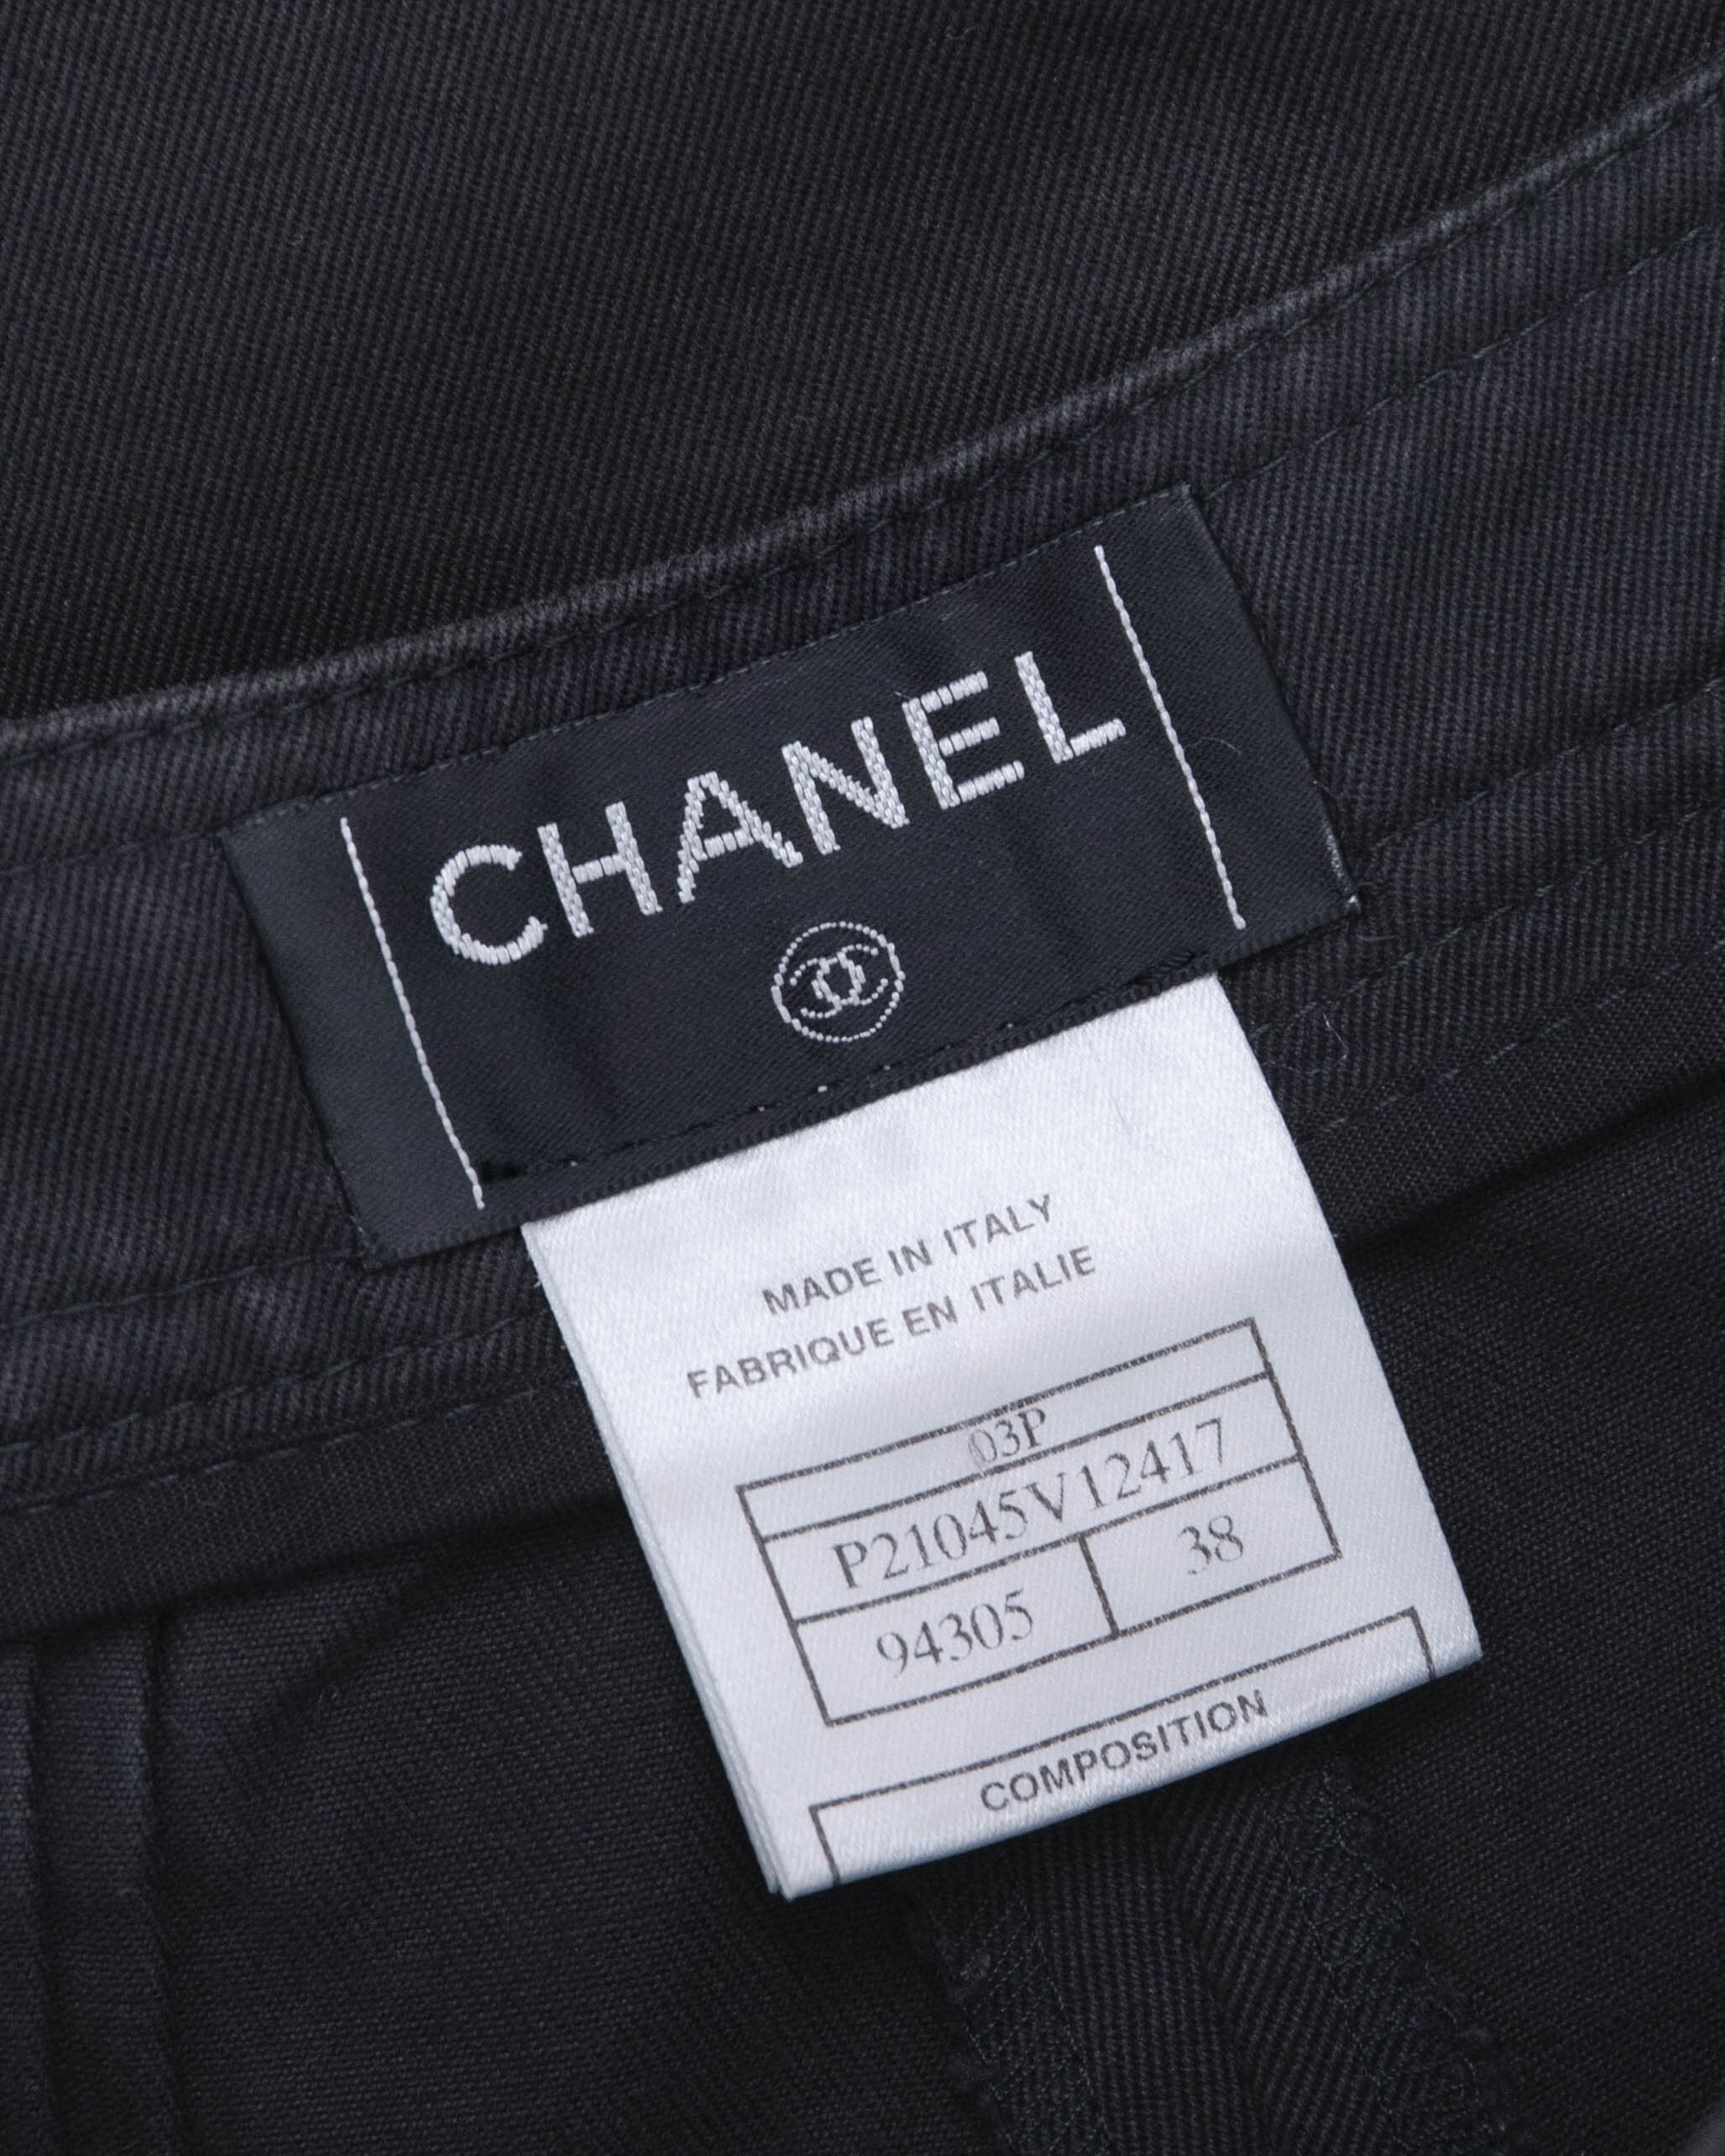 CHANEL
MADE IN ITALY
FABRIQUE EN ITALIE
03P
P21045V12417
94305 38
COMPOSITION